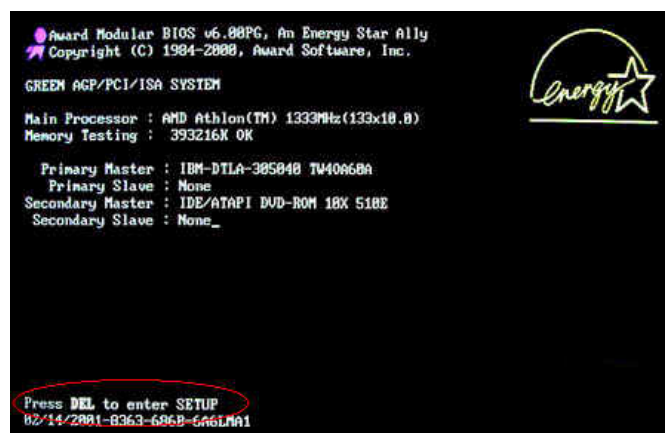 Award Modular BIOS v6.00PG, An Energy Star Ally
Copyright (C) 1984-2000, Award Software, Inc.
energy
GREEN AGP/PCI/ISA SYSTEM
Main Processor : AMD Athlon(TM) 1333MHz(133x10.0)
Memory Testing : 393216K OK
Primary Master : IBM-DTLA-305040 TW4OA60A
Primary Slave : None
Secondary Master : IDE/ATAPI DVD-ROM 10X 510E
Secondary Slave : None_
Press DEL to enter SETUP
02/14/2001-8363-686B-6A6LMA1